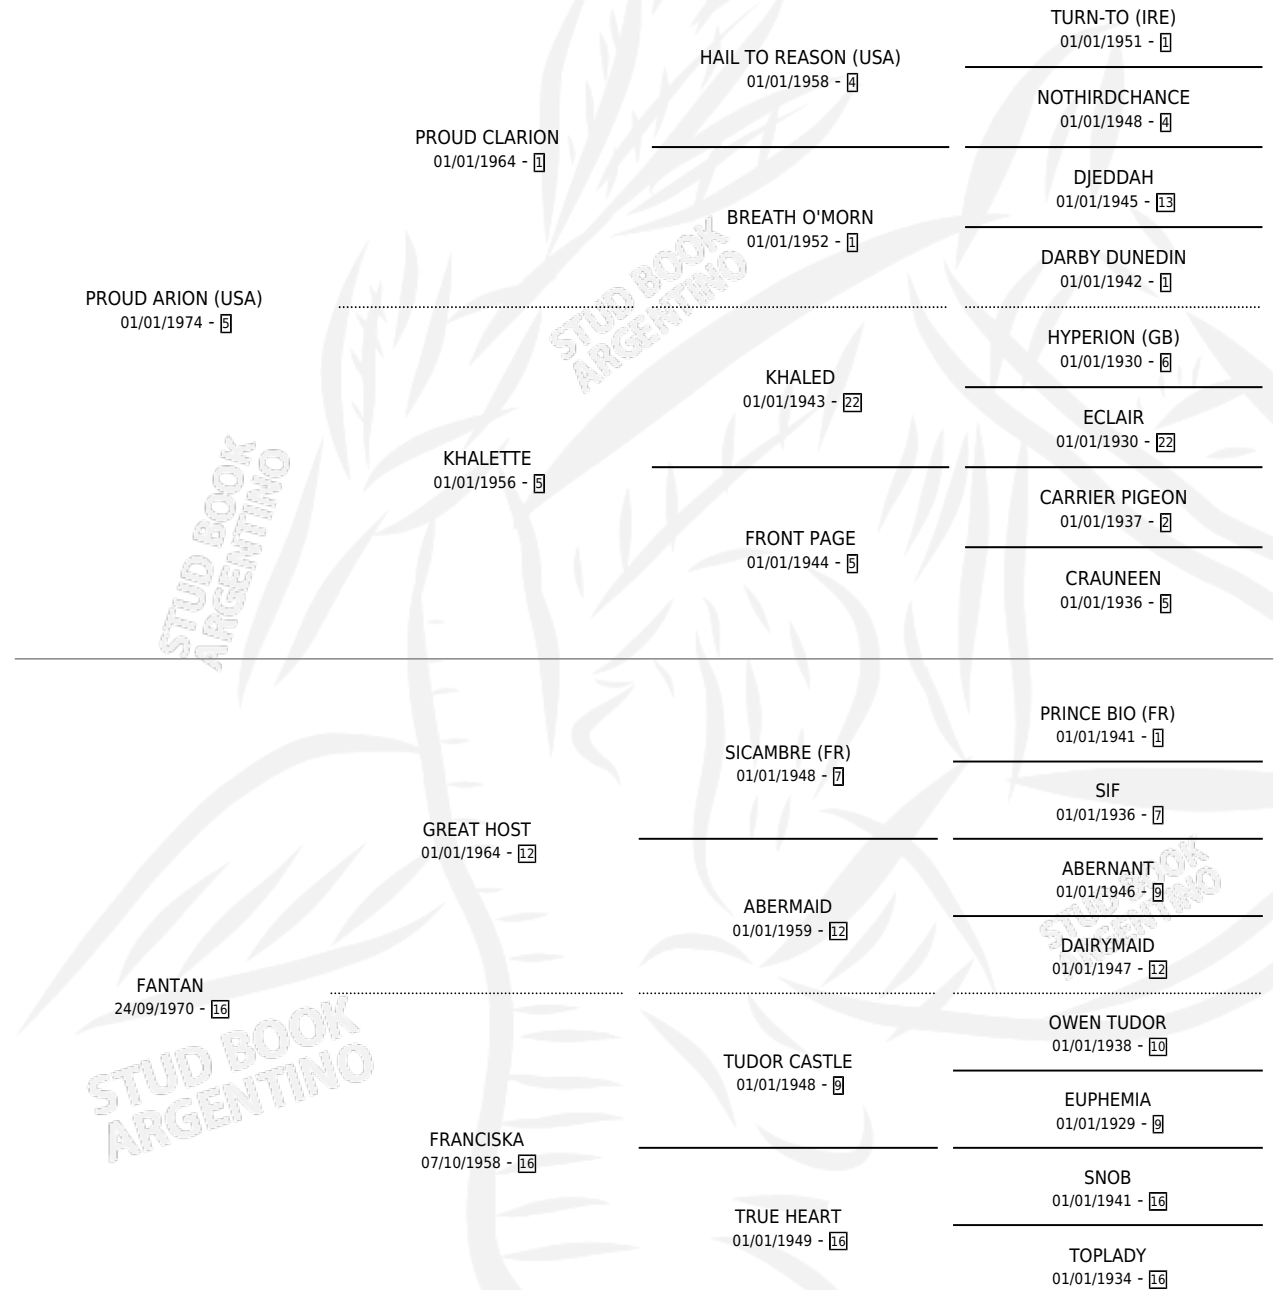 TURN-TO (IRE)
01/01/1951 - 1
HAIL TO REASON (USA)
01/01/1958 - 4
NOTHIRDCHANCE
01/01/1948 - 4
PROUD CLARION
01/01/1964 - 1
DJEDDAH
01/01/1945 - 13
BREATH O'MORN
01/01/1952 - 1
DARBY DUNEDIN
01/01/1942 - 1
PROUD ARION (USA)
01/01/1974 - 5
STUD BOOK
ARGENTINO
HYPERION (GB)
01/01/1930 - 6
KHALED
01/01/1943 - 22
ECLAIR
01/01/1930 - 22
KHALETTE
01/01/1956 - 5
CARRIER PIGEON
01/01/1937 - 2
FRONT PAGE
01/01/1944 - 5
CRAUNEEN
01/01/1936 - 5
STUD BOOK
ARGENTINO
PRINCE BIO (FR)
01/01/1941 - 1
SICAMBRE (FR)
01/01/1948 - 7
SIF
01/01/1936 - 7
GREAT HOST
01/01/1964 - 12
ABERNANT
01/01/1946 - 9
ABERMAID
01/01/1959 - 12
STUD BOOK
ARGENTINO
DAIRYMAID
01/01/1947 - 12
FANTAN
24/09/1970 - 16
OWEN TUDOR
01/01/1938 - 10
STUD BOOK
ARGENTINO
TUDOR CASTLE
01/01/1948 - 9
EUPHEMIA
01/01/1929 - 9
FRANCISKA
07/10/1958 - 16
SNOB
01/01/1941 - 16
TRUE HEART
01/01/1949 - 16
TOPLADY
01/01/1934 - 16